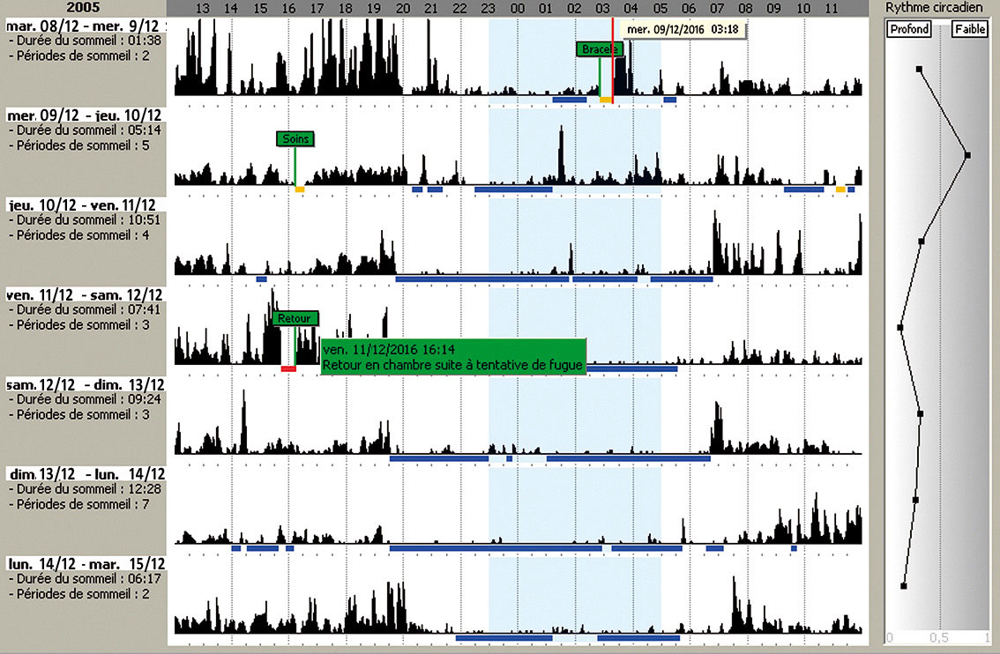 2005
13 14 15 16 17 18 19 20 21 22 23 00 01 02 03 04 05 06 07 08 09 10 11
Rythme circadien
Profond Faible
mar. 08/12 - mer. 9/12
- Durée du sommeil : 01:38
- Périodes de sommeil : 2
mer. 09/12/2016 03:18
Bracele
mer. 09/12 - jeu. 10/12
- Durée du sommeil : 05:14
- Périodes de sommeil : 5
Soins
jeu. 10/12 - ven. 11/12
- Durée du sommeil : 10:51
- Périodes de sommeil : 4
ven. 11/12 - sam. 12/12
- Durée du sommeil : 07:41
- Périodes de sommeil : 3
Retour
ven. 11/12/2016 16:14
Retour en chambre suite à tentative de fugue
sam. 12/12 - dim. 13/12
- Durée du sommeil : 09:24
- Périodes de sommeil : 3
dim. 13/12 - lun. 14/12
- Durée du sommeil : 12:28
- Périodes de sommeil : 7
lun. 14/12 - mar. 15/12
- Durée du sommeil : 06:17
- Périodes de sommeil : 2
0 0,5 1